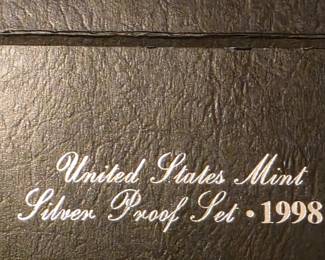 United States Mint
Silver Proof Set • 1998